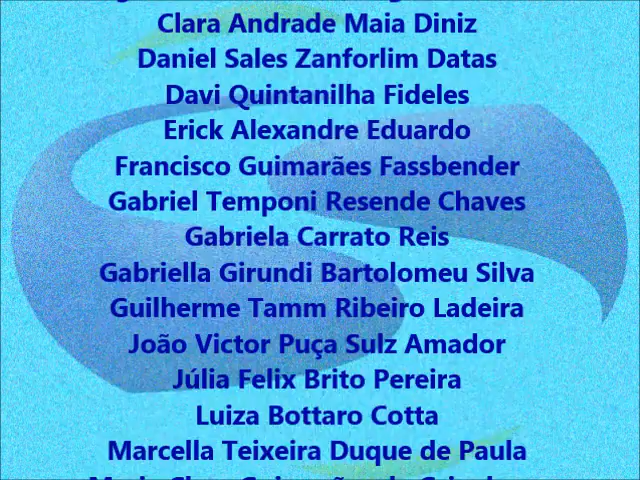 Clara Andrade Maia Diniz
Daniel Sales Zanforlim Datas
Davi Quintanilha Fideles
Erick Alexandre Eduardo
Francisco Guimarães Fassbender
Gabriel Temponi Resende Chaves
Gabriela Carrato Reis
Gabriella Girundi Bartolomeu Silva
Guilherme Tamm Ribeiro Ladeira
João Victor Puça Sulz Amador
Júlia Felix Brito Pereira
Luiza Bottaro Cotta
Marcella Teixeira Duque de Paula